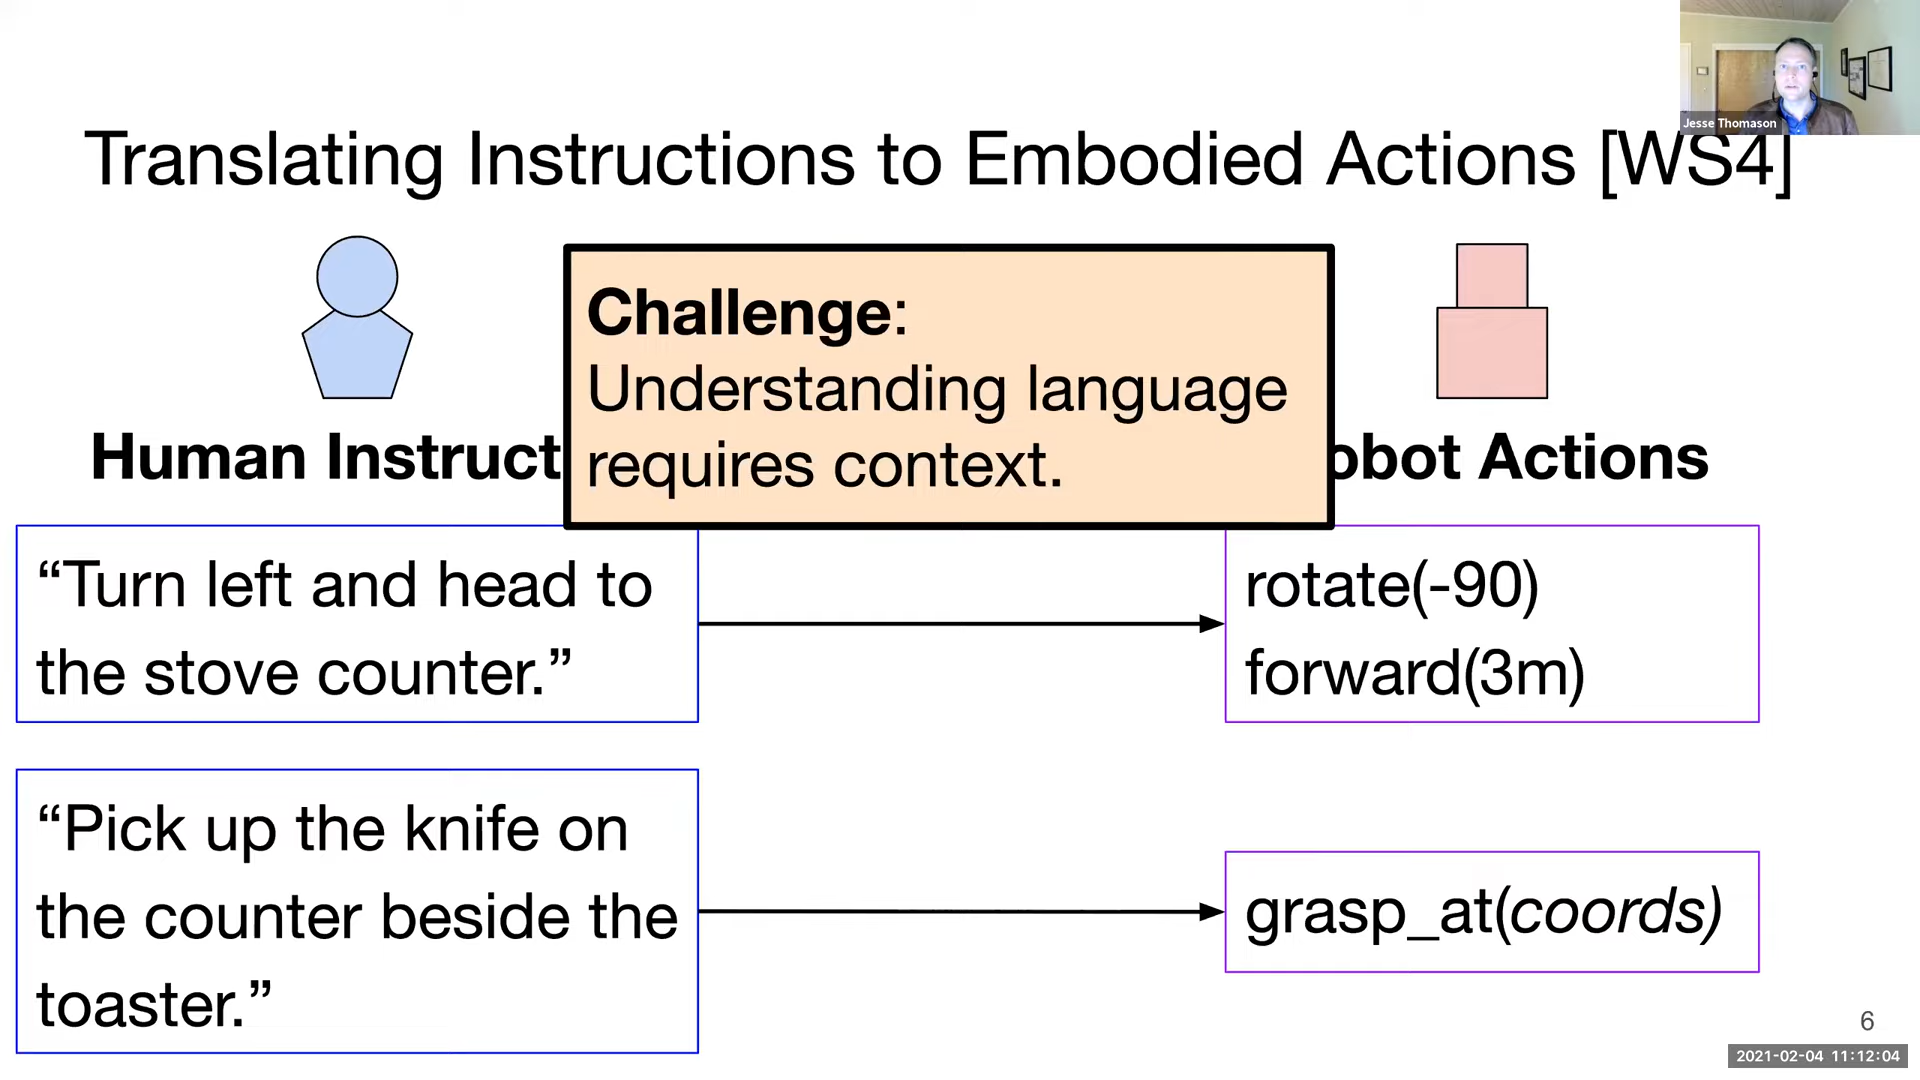 Jesse Thomason
Translating Instructions to Embodied Actions [WS4]
Challenge:
Understanding language
requires context.
Human Instruct
obot Actions
“Turn left and head to
the stove counter.”
rotate(-90)
forward(3m)
“Pick up the knife on
the counter beside the
toaster.”
grasp_at(coords)
6
2021-02-04 11:12:04